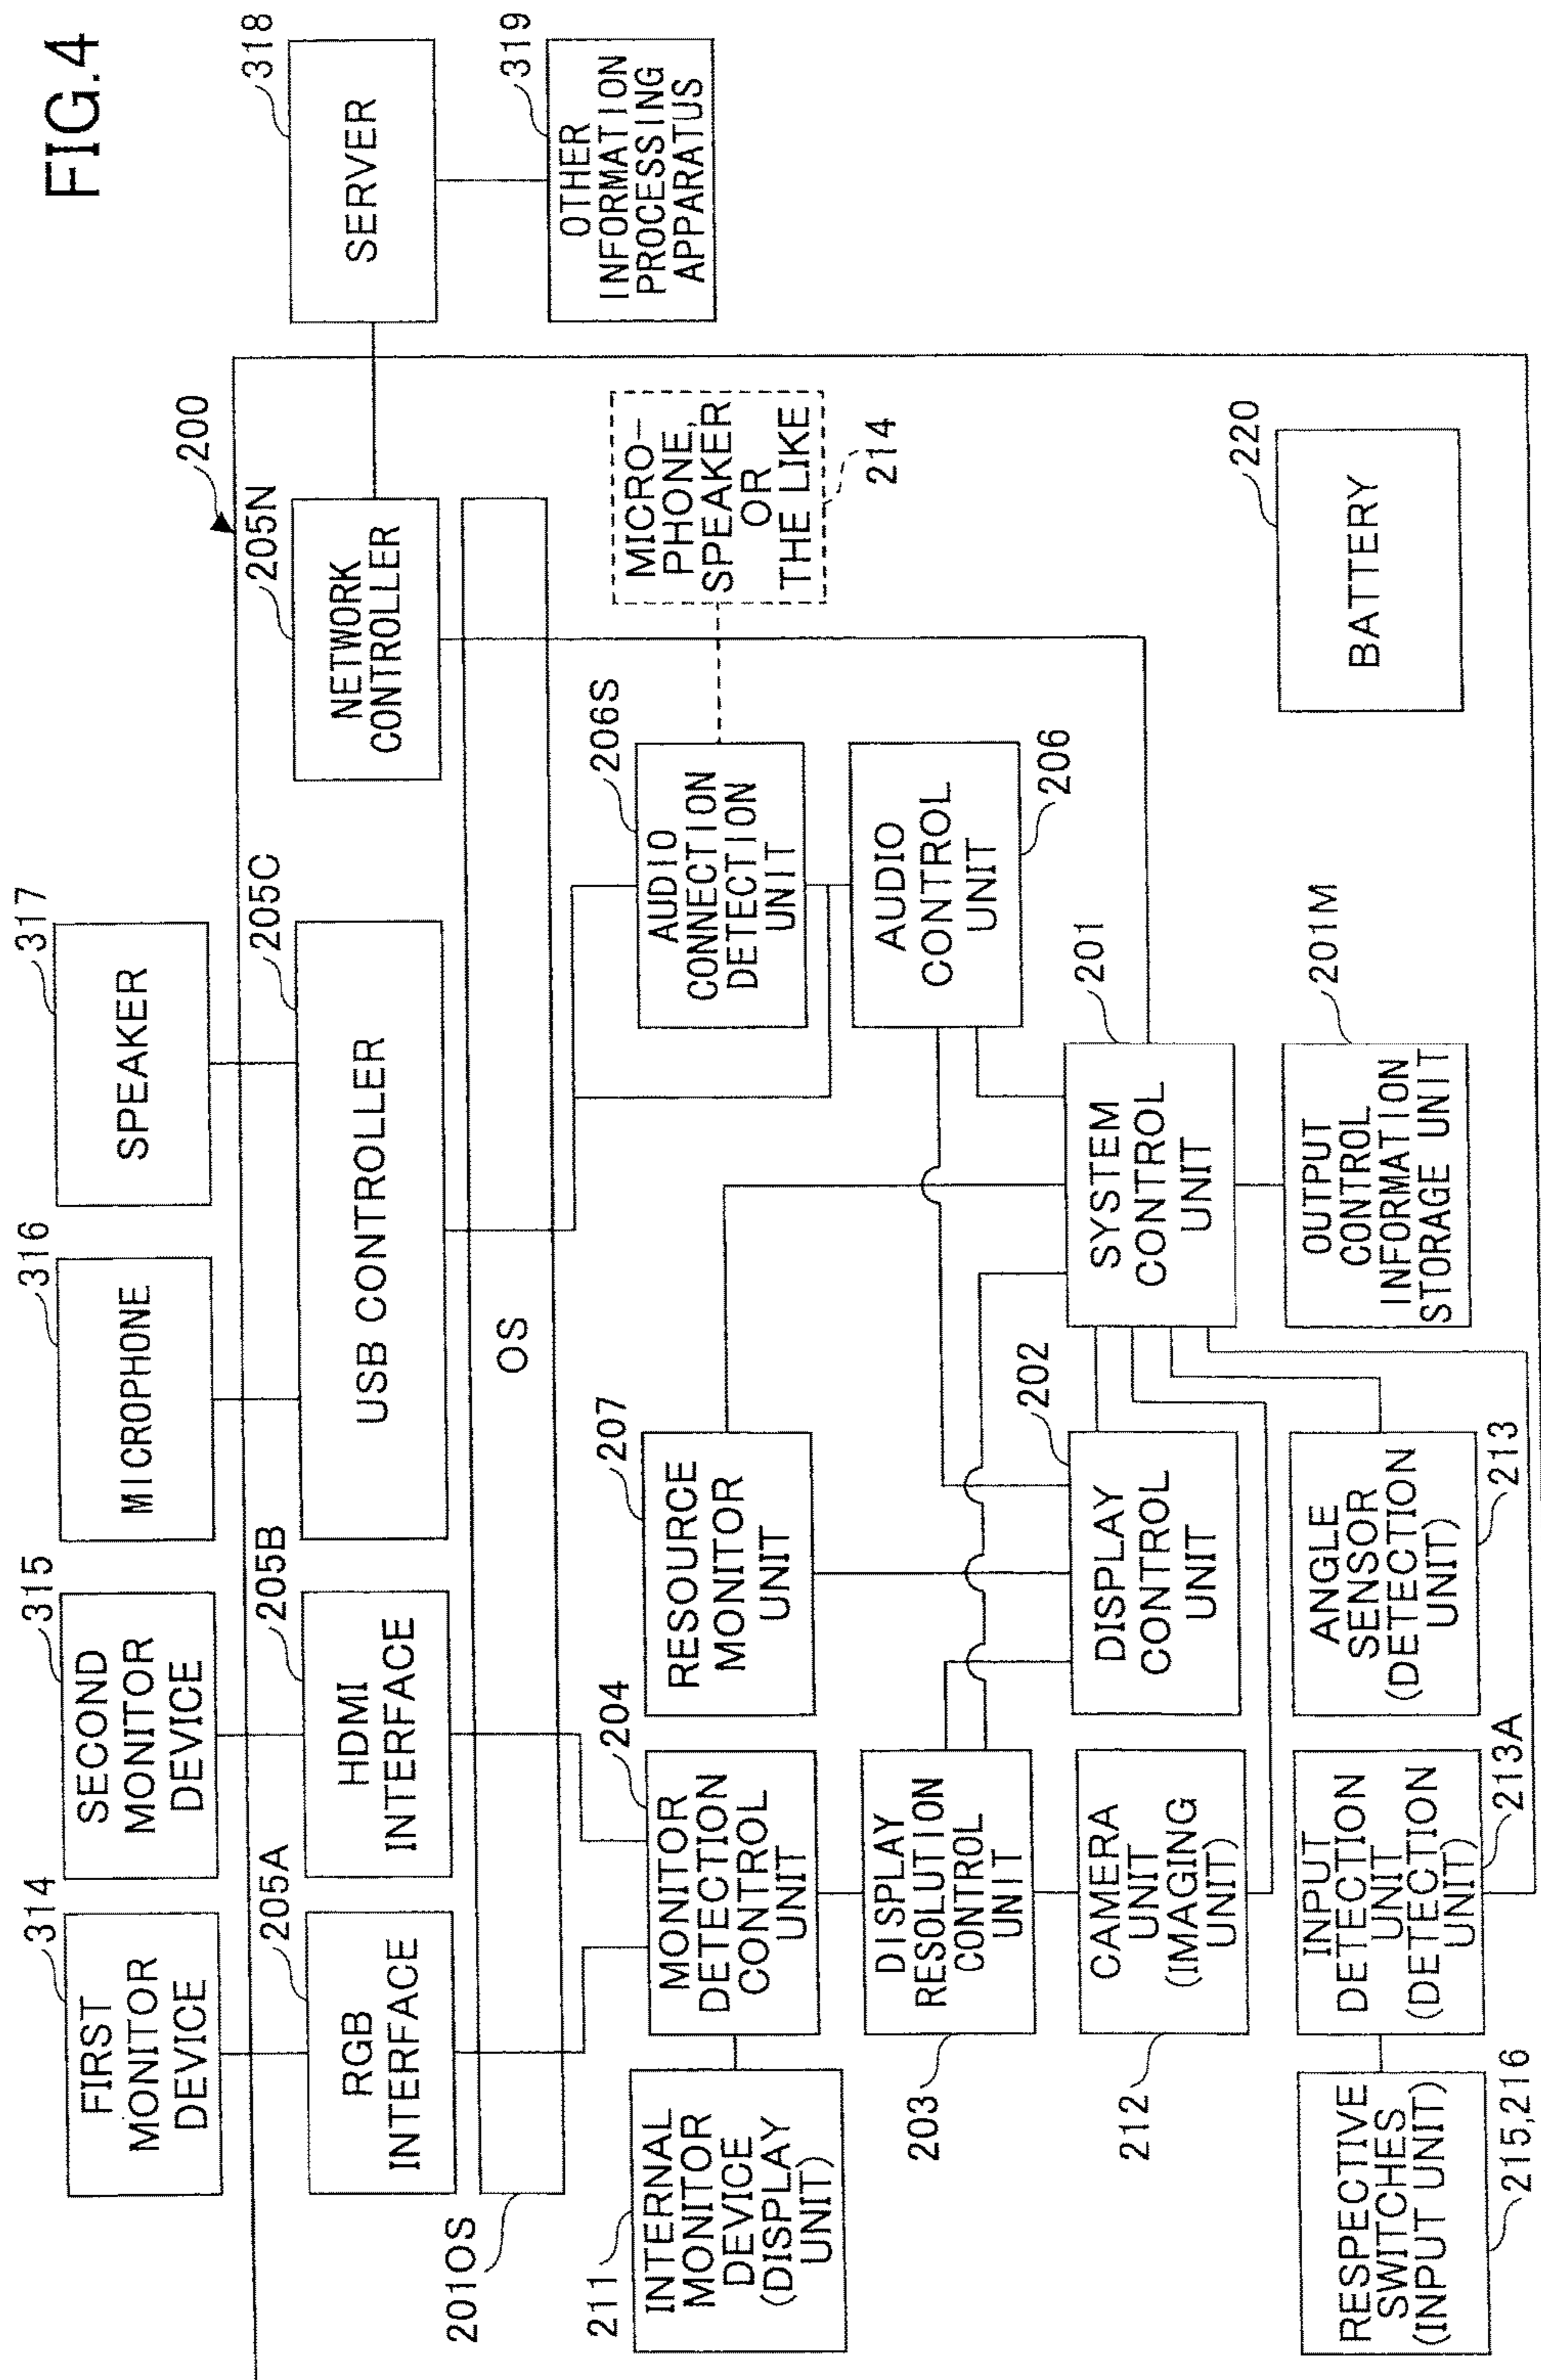 FIG.4
314
FIRST
MONITOR
DEVICE
315
SECOND
MONITOR
DEVICE
316
MICROPHONE
317
SPEAKER
318
SERVER
319
OTHER
INFORMATION
PROCESSING
APPARATUS
200
205A
RGB
INTERFACE
205B
HDMI
INTERFACE
205C
USB CONTROLLER
205N
NETWORK
CONTROLLER
201OS
OS
211
INTERNAL
MONITOR
DEVICE
(DISPLAY
UNIT)
204
MONITOR
DETECTION
CONTROL
UNIT
207
RESOURCE
MONITOR
UNIT
206S
AUDIO
CONNECTION
DETECTION
UNIT
MICRO-
PHONE,
SPEAKER
OR
THE LIKE
214
203
DISPLAY
RESOLUTION
CONTROL
UNIT
AUDIO
CONTROL
UNIT
206
212
CAMERA
UNIT
(IMAGING
UNIT)
202
DISPLAY
CONTROL
UNIT
201
SYSTEM
CONTROL
UNIT
RESPECTIVE
SWITCHES
(INPUT UNIT)
215,216
INPUT
DETECTION
UNIT
(DETECTION
UNIT)
213A
ANGLE
SENSOR
(DETECTION
UNIT)
213
201M
OUTPUT
CONTROL
INFORMATION
STORAGE UNIT
220
BATTERY